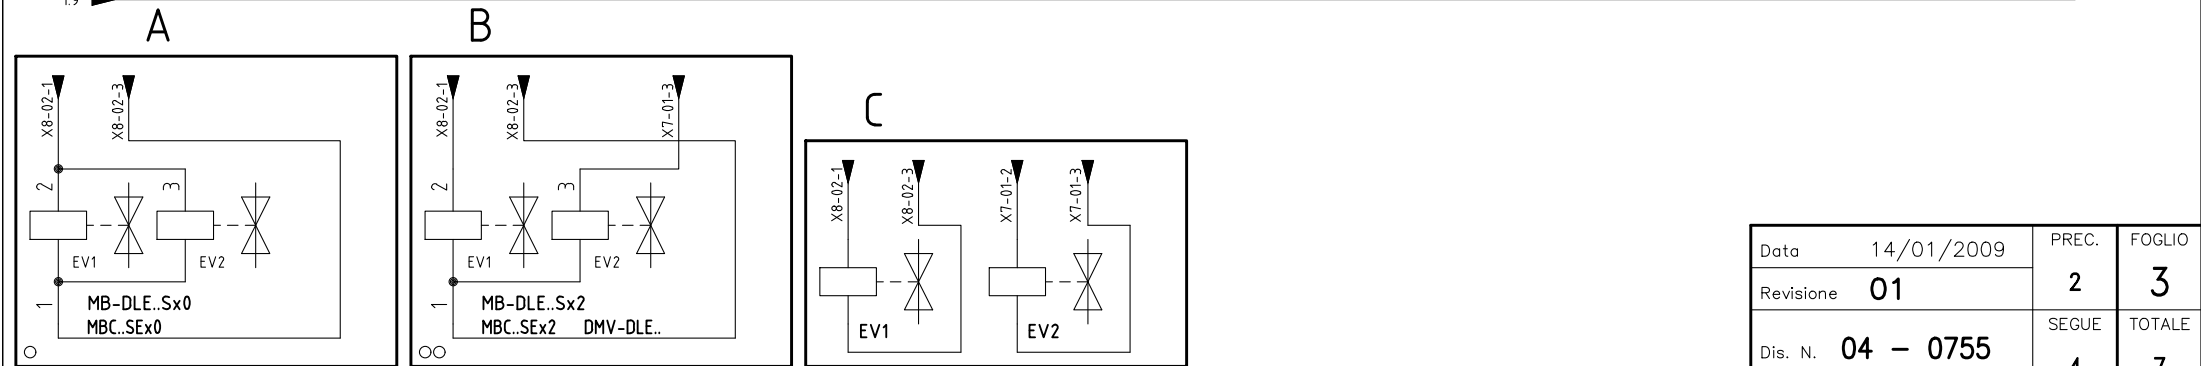 1.9
A
B
C
X8-02-1
X8-02-3
2
3
EV1
EV2
1
MB-DLE..Sx0
MBC..SEx0
X8-02-1
X8-02-3
X7-01-3
2
3
EV1
EV2
1
MB-DLE..Sx2
MBC..SEx2 DMV-DLE..
X8-02-1
X8-02-3
X7-01-2
X7-01-3
EV1
EV2
Data 14/01/2009
PREC.
2
FOGLIO
3
Revisione 01
Dis. N. 04 - 0755
SEGUE
4
TOTALE